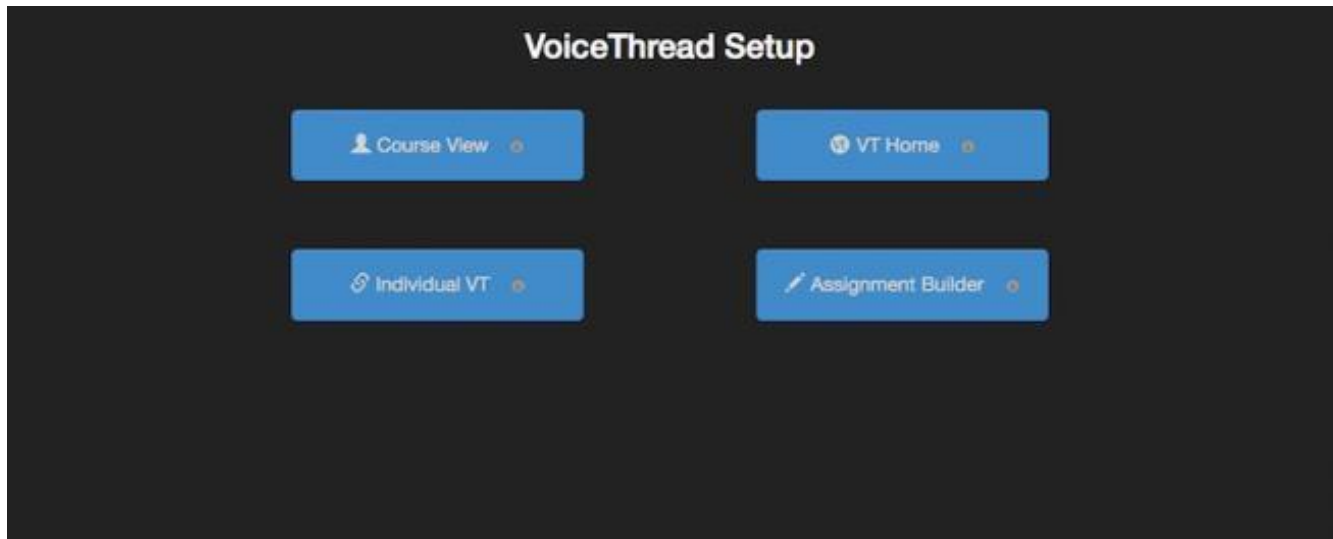 VoiceThread Setup
Course View
VT Home
Individual VT
Assignment Builder